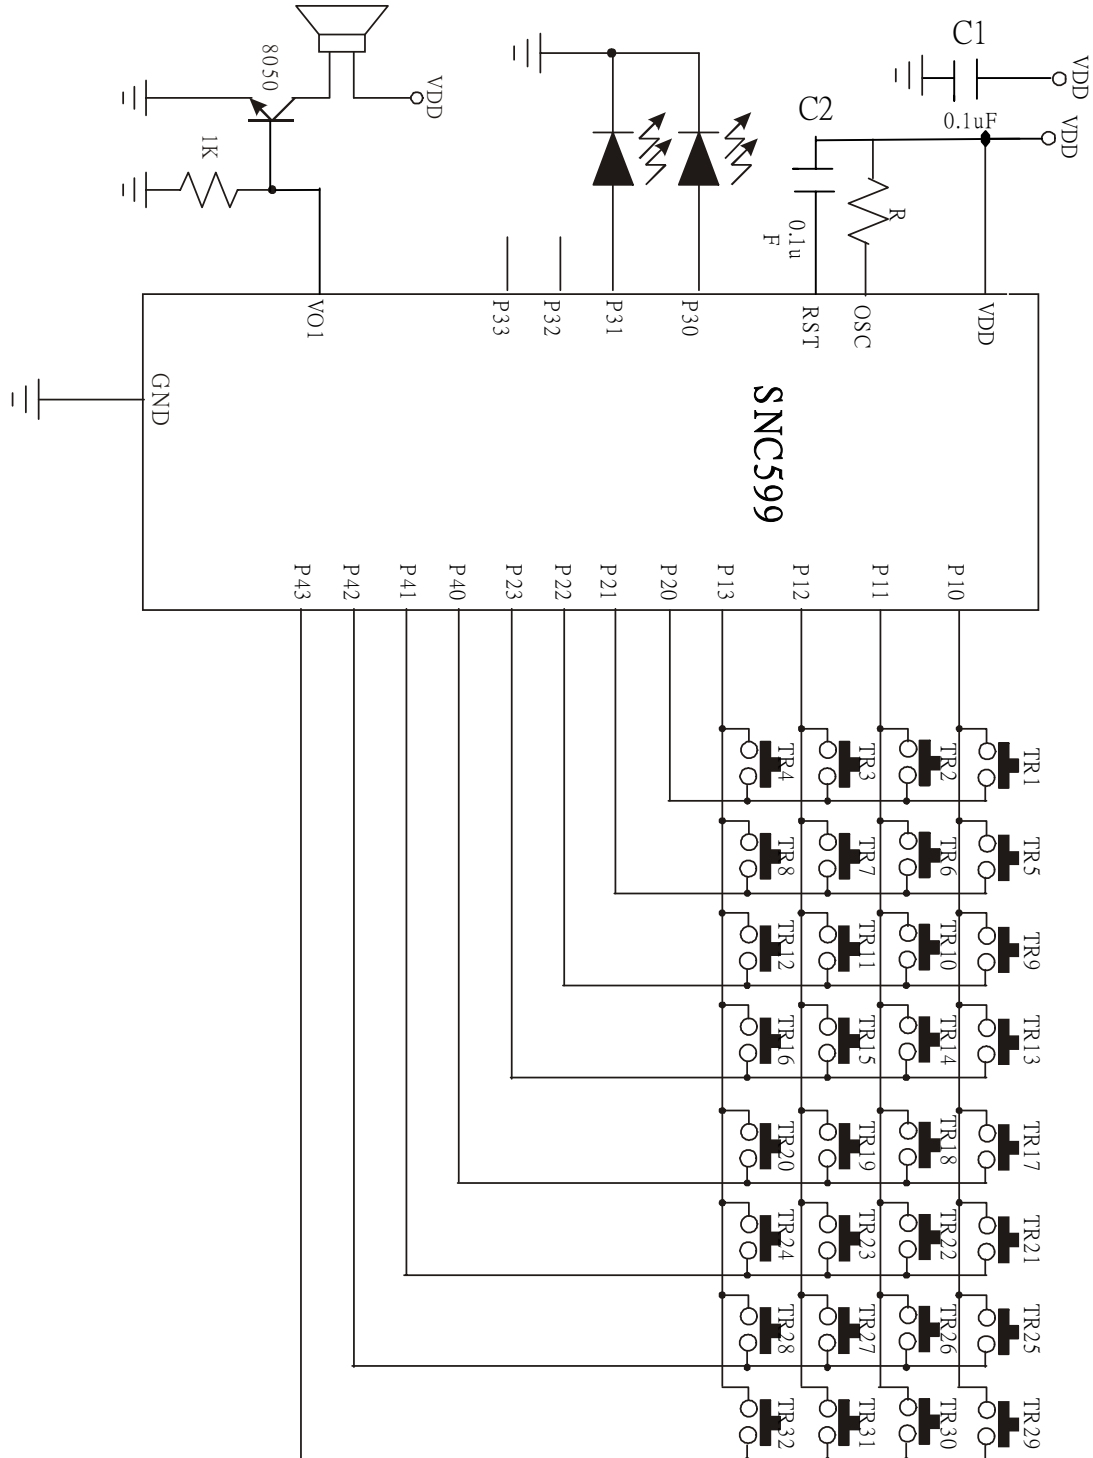 C1
VDD
0.1uF
VDD
C2
R
0.1u
F
VDD
8050
1K
VO1
P33
P32
P31
P30
RST
OSC
VDD
GND
SNC599
P43
P42
P41
P40
P23
P22
P21
P20
P13
P12
P11
P10
TR4
TR3
TR2
TR1
TR8
TR7
TR6
TR5
TR12
TR11
TR10
TR9
TR16
TR15
TR14
TR13
TR20
TR19
TR18
TR17
TR24
TR23
TR22
TR21
TR28
TR27
TR26
TR25
TR32
TR31
TR30
TR29